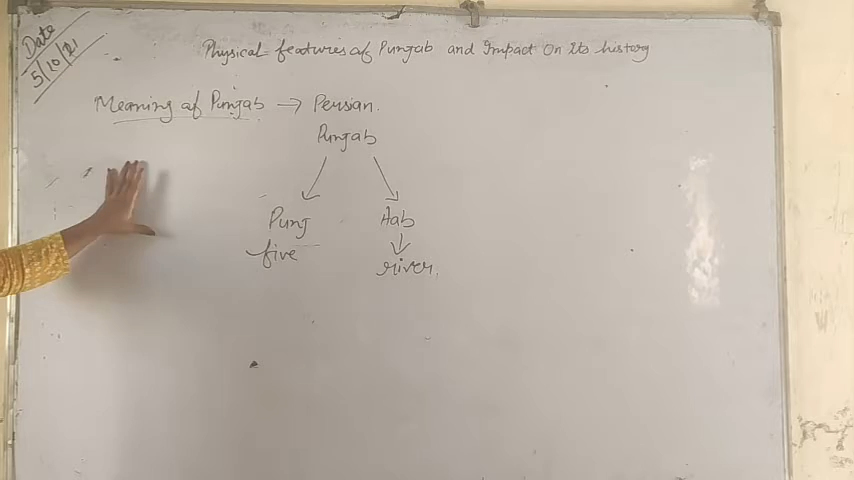 Date
5/10/21
Physical features of Punjab and Impact On Its history
Meaning of Punjab → Persian.
Punjab
Punj Aab
five river.